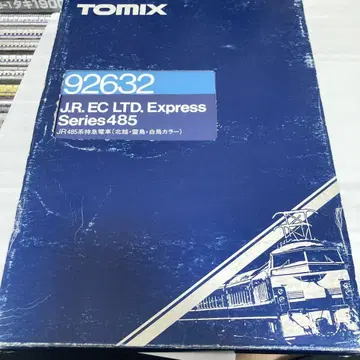 TOMIX
92632
J.R. EC LTD. Express
Series 485
JR485系特急電車(北越・雷鳥・白鳥カラー)